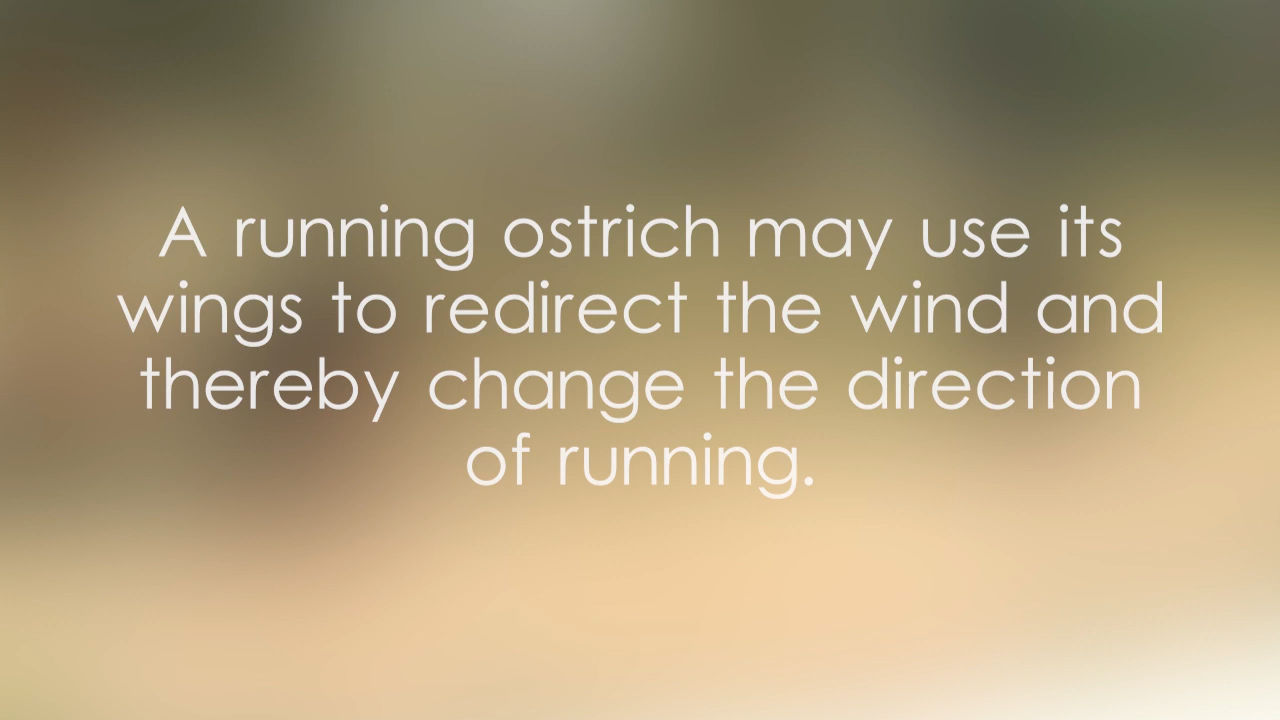 A running ostrich may use its
wings to redirect the wind and
thereby change the direction
of running.